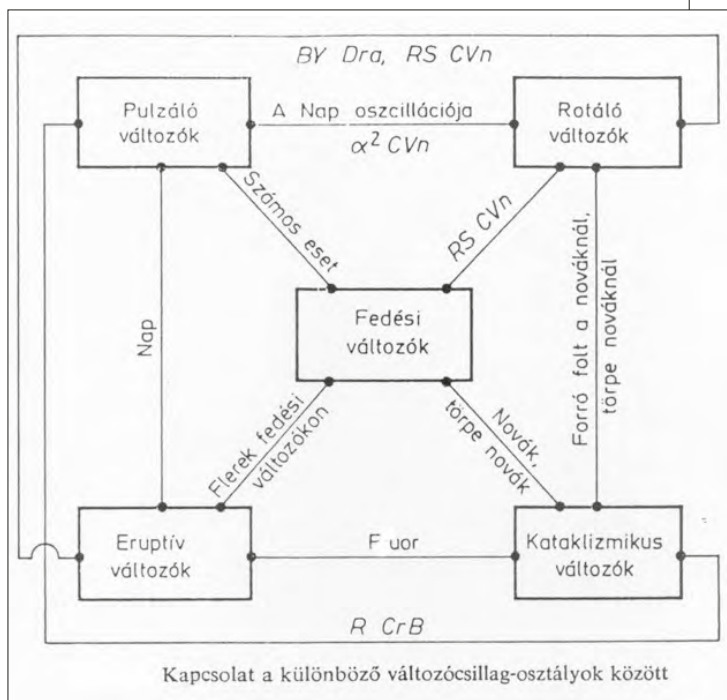 BY Dra, RS CVn
Pulzáló
változók
A Nap oszcillációja
α² CVn
Rotáló
változók
Számos eset
RS CVn
Fedési
változók
Nap
Forró folt a nováknál,
törpe nováknál
Flerek fedési
változókon
Novák,
törpe novák
Eruptív
változók
F uor
Kataklizmikus
változók
R CrB
Kapcsolat a különböző változócsillag-osztályok között